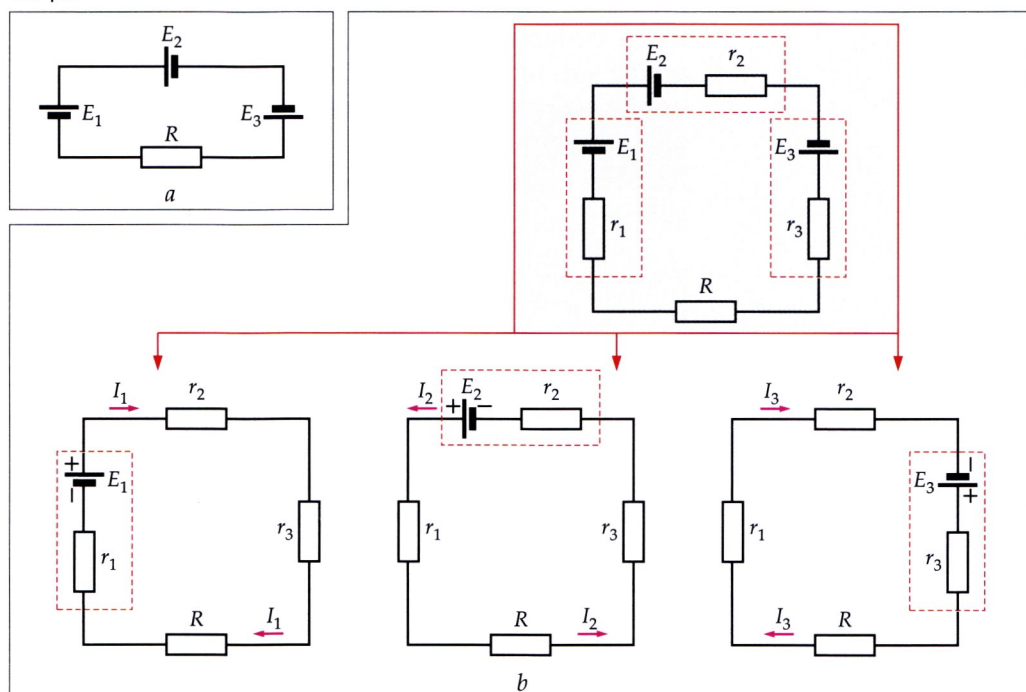 E₂
E₁
E₃
R
a
E₂
r₂
E₁
E₃
r₁
r₃
R
I₁
r₂
+
E₁
−
r₃
r₁
R
I₁
I₂
E₂
+ −
r₂
r₁
r₃
R
I₂
I₃
r₂
−
E₃
+
r₁
r₃
R
I₃
b